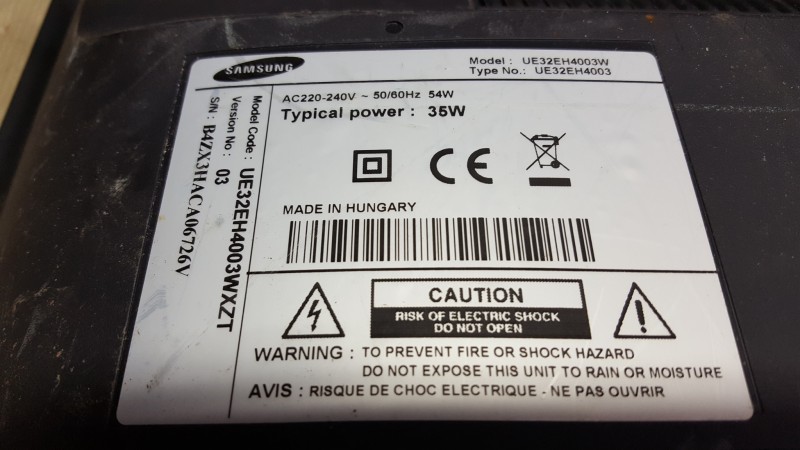 SAMSUNG
Model : UE32EH4003W
Type No.: UE32EH4003
AC220-240V ~ 50/60Hz 54W
Typical power : 35W
Model Code : UE32EH4003WXZT
Version No : 03
S/N : B4ZX3HACA06726V
CE
MADE IN HUNGARY
CAUTION
RISK OF ELECTRIC SHOCK
DO NOT OPEN
WARNING : TO PREVENT FIRE OR SHOCK HAZARD
DO NOT EXPOSE THIS UNIT TO RAIN OR MOISTURE
AVIS : RISQUE DE CHOC ELECTRIQUE - NE PAS OUVRIR